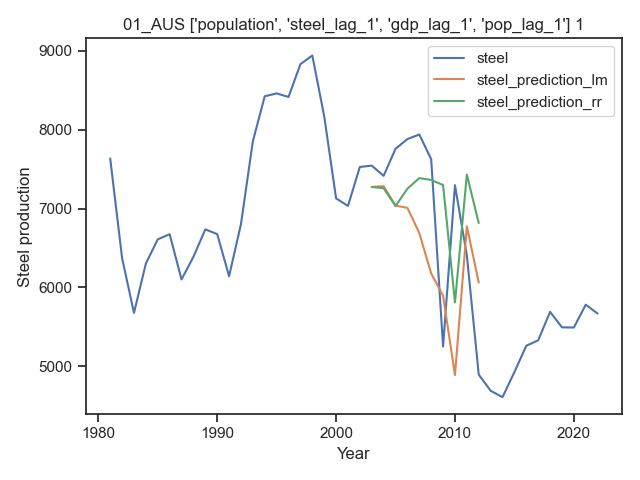 01_AUS ['population', 'steel_lag_1', 'gdp_lag_1', 'pop_lag_1'] 1
steel
steel_prediction_lm
steel_prediction_rr
9000
8000
7000
6000
5000
Steel production
1980
1990
2000
2010
2020
Year